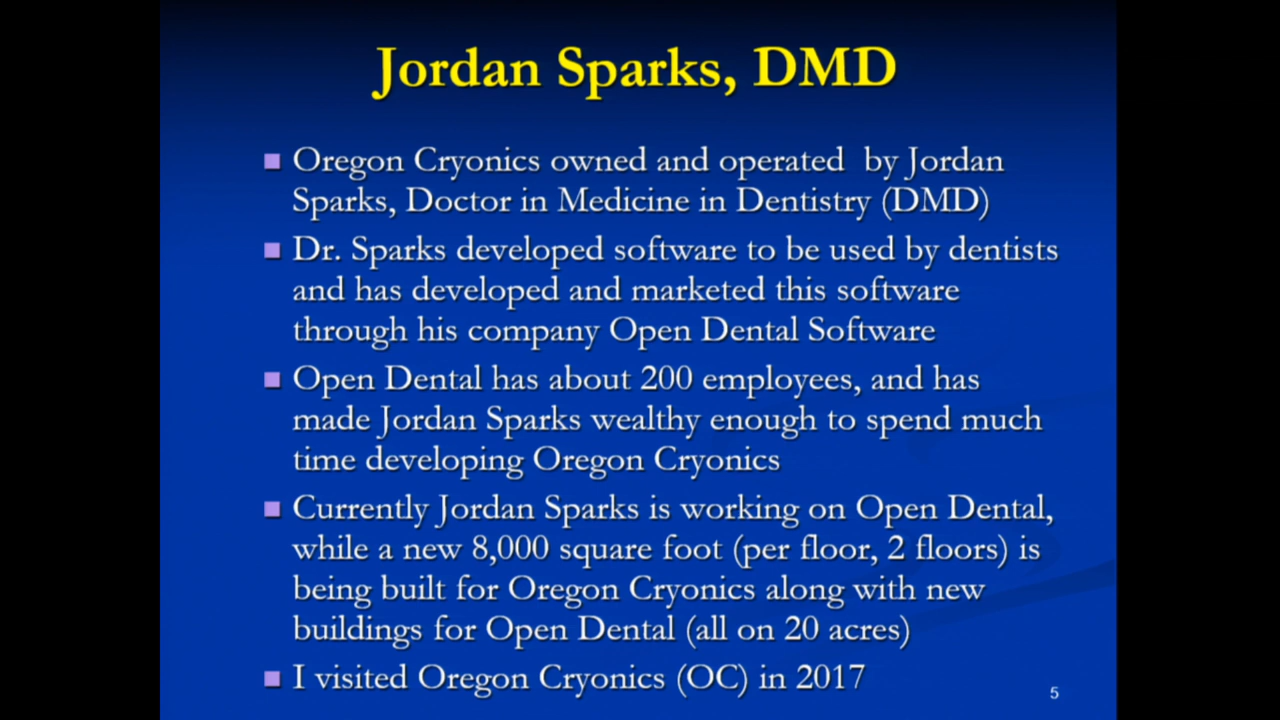 Jordan Sparks, DMD
Oregon Cryonics owned and operated by Jordan
Sparks, Doctor in Medicine in Dentistry (DMD)
Dr. Sparks developed software to be used by dentists
and has developed and marketed this software
through his company Open Dental Software
Open Dental has about 200 employees, and has
made Jordan Sparks wealthy enough to spend much
time developing Oregon Cryonics
Currently Jordan Sparks is working on Open Dental,
while a new 8,000 square foot (per floor, 2 floors) is
being built for Oregon Cryonics along with new
buildings for Open Dental (all on 20 acres)
I visited Oregon Cryonics (OC) in 2017
5